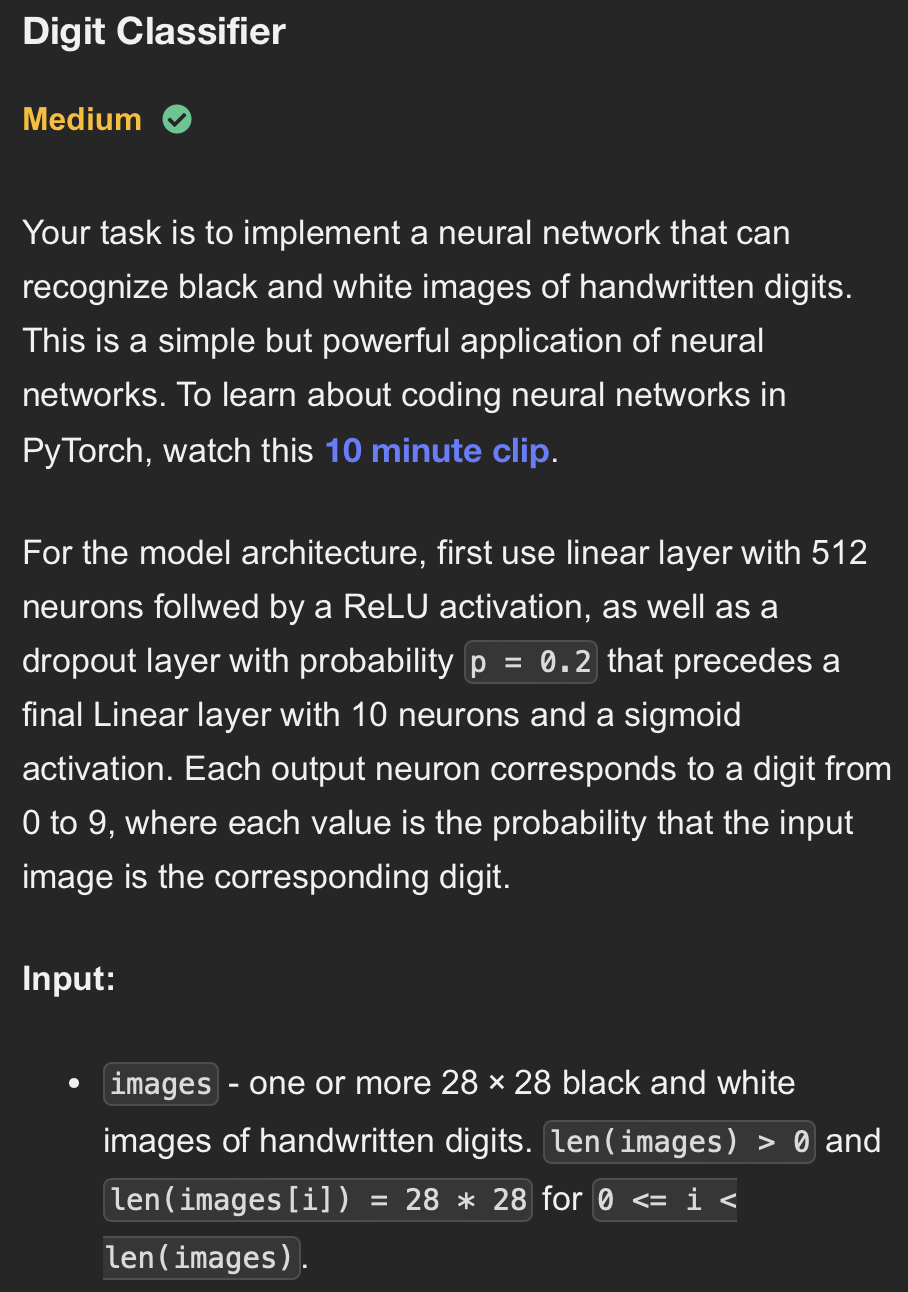 Digit Classifier
Medium
Your task is to implement a neural network that can
recognize black and white images of handwritten digits.
This is a simple but powerful application of neural
networks. To learn about coding neural networks in
PyTorch, watch this 10 minute clip.
For the model architecture, first use linear layer with 512
neurons follwed by a ReLU activation, as well as a
dropout layer with probability p = 0.2 that precedes a
final Linear layer with 10 neurons and a sigmoid
activation. Each output neuron corresponds to a digit from
0 to 9, where each value is the probability that the input
image is the corresponding digit.
Input:
• images - one or more 28 × 28 black and white
images of handwritten digits. len(images) > 0 and
len(images[i]) = 28 * 28 for 0 <= i <
len(images).